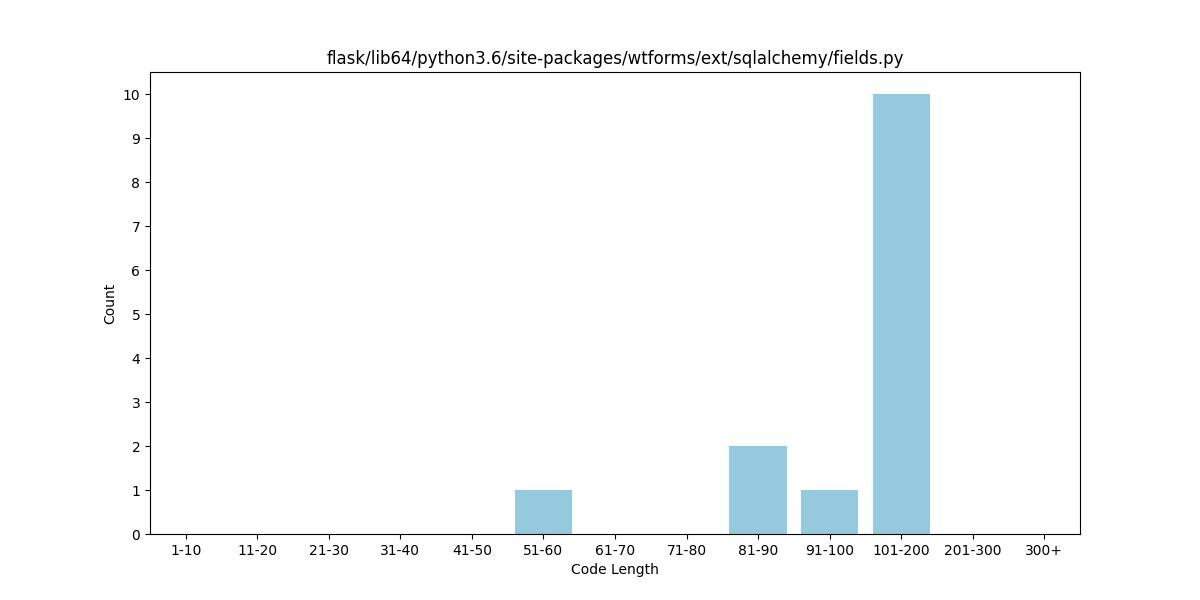 flask/lib64/python3.6/site-packages/wtforms/ext/sqlalchemy/fields.py
10
9
8
7
6
5
4
3
2
1
0
Count
1-10 11-20 21-30 31-40 41-50 51-60 61-70 71-80 81-90 91-100 101-200 201-300 300+
Code Length